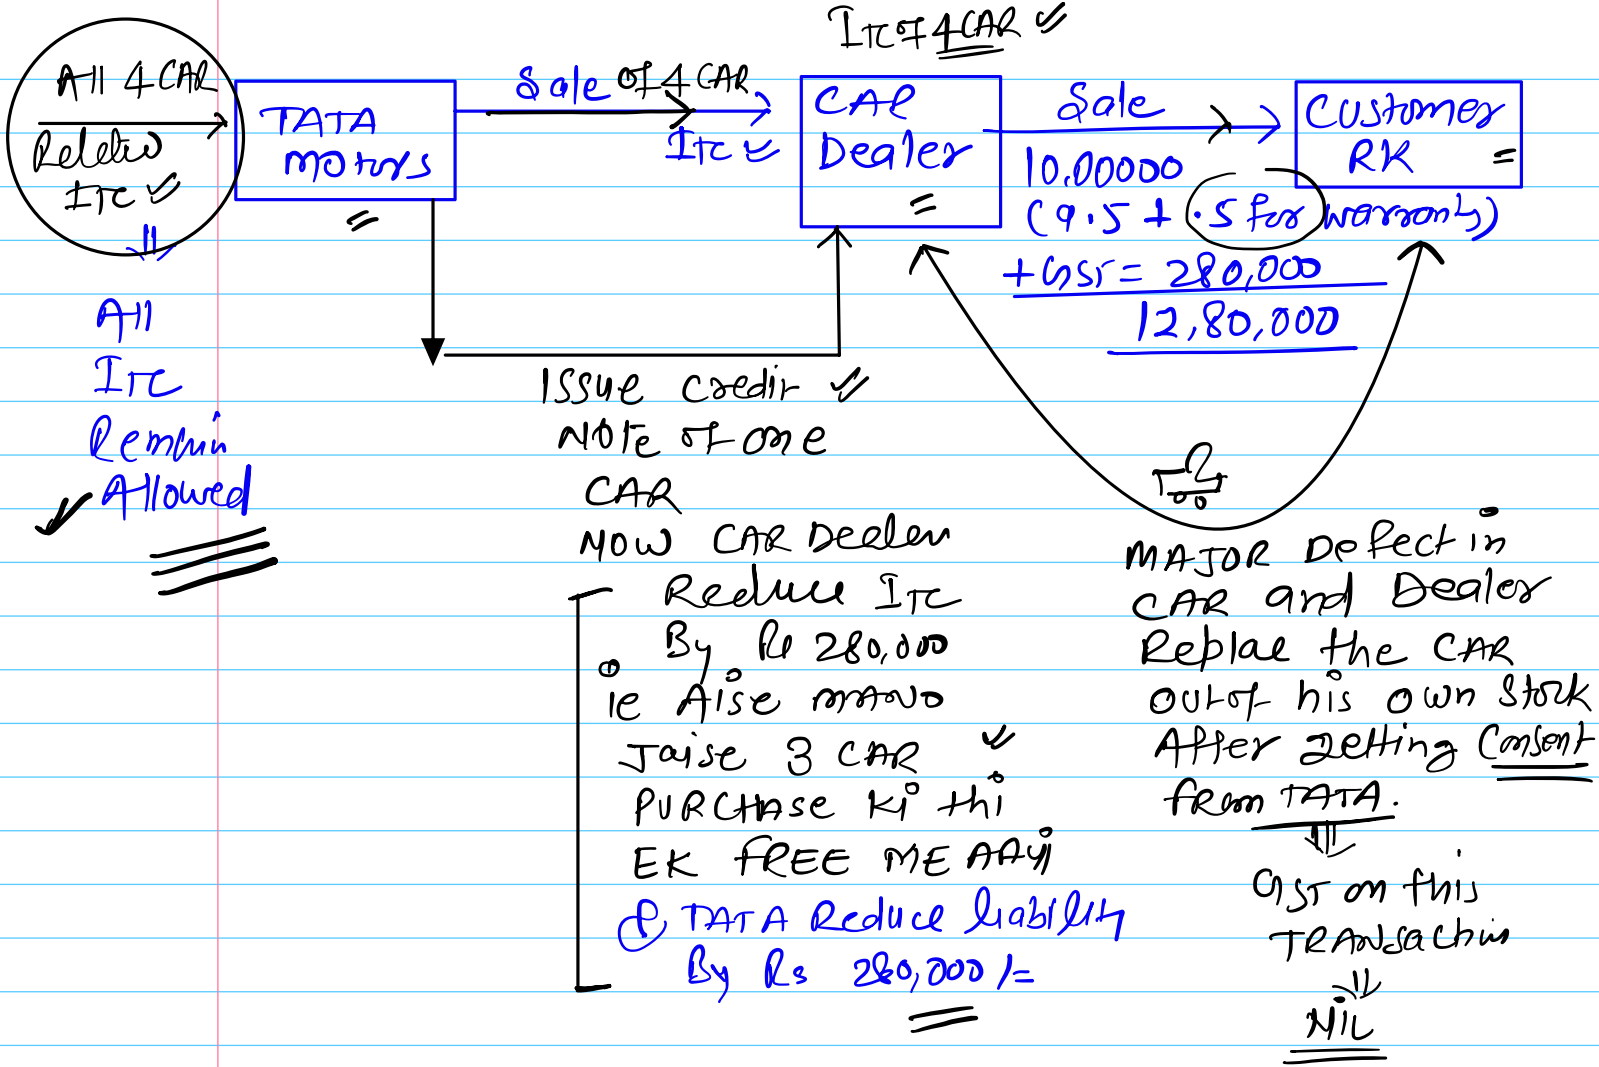 ITC of 4 CAR
All 4 CAR
Related
ITC
TATA
MOTORS
Sale of 4 CAR
ITC
CAR
Dealer
Sale
10,00000
(9.5 + .5 for warranty)
+ GST = 280,000
12,80,000
CUSTOMER
RK
All
ITC
Remain
Allowed
ISSUE Credit
NOTE OF one
CAR
NOW CAR Dealer
Reduce ITC
By Rs 280,000
ie Aise MANO
Jaise 3 CAR
PURCHASE Ki thi
EK FREE ME AAyi
TATA Reduce liability
By Rs 280,000/=
MAJOR Defect in
CAR and Dealer
Replae the CAR
out of his own Stock
After getting Consent
from TATA.
GST on this
TRANSaction
NIL